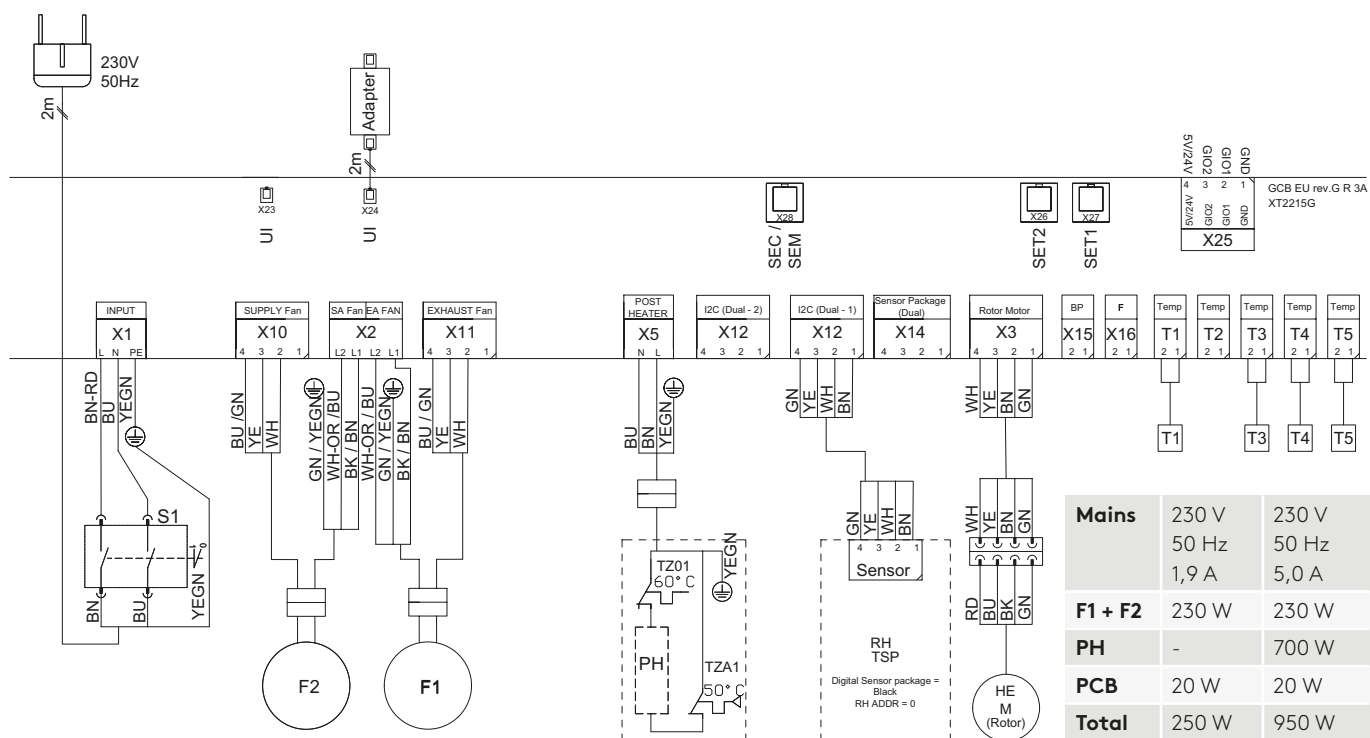 230V
50Hz
2m
Adapter
2m
X23
UI
X24
UI
X28
SEC /
SEM
X26
SET2
X27
SET1
5V/24V
GIO2
GIO1
GND
4 3 2 1
5V/24V
GIO2
GIO1
GND
X25
GCB EU rev.G R 3A
XT2215G
INPUT
X1
L N PE
SUPPLY Fan
X10
4 3 2 1
SA Fan EA FAN
X2
L2 L1 L2 L1
EXHAUST Fan
X11
4 3 2 1
POST
HEATER
X5
N L
I2C (Dual - 2)
X12
4 3 2 1
I2C (Dual - 1)
X12
4 3 2 1
Sensor Package
(Dual)
X14
4 3 2 1
Rotor Motor
X3
4 3 2 1
BP
X15
2 1
F
X16
2 1
Temp
T1
2 1
Temp
T2
2 1
Temp
T3
2 1
Temp
T4
2 1
Temp
T5
2 1
BN-RD
BU
YEGN
BU /GN
YE
WH
GN / YEGN
WH-OR /BU
BK / BN
WH-OR / BU
GN / YEGN
BK / BN
BU / GN
YE
WH
BU
BN
YEGN
GN
YE
WH
BN
WH
YE
BN
GN
T1
T3
T4
T5
S1
0
1
BN
BU
YEGN
F2
F1
TZ01
60°C
YEGN
PH
TZA1
50°C
GN
YE
WH
BN
4 3 2 1
Sensor
RH
TSP
Digital Sensor package =
Black
RH ADDR = 0
WH
YE
BN
GN
RD
BU
BK
GN
HE
M
(Rotor)
Mains 230 V 230 V
50 Hz 50 Hz
1,9 A 5,0 A
F1 + F2 230 W 230 W
PH - 700 W
PCB 20 W 20 W
Total 250 W 950 W